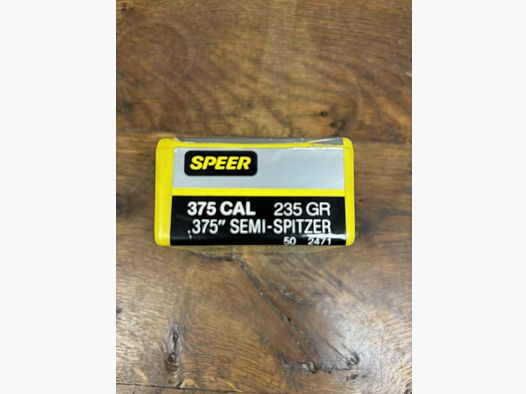 SPEER
375 CAL 235 GR
.375" SEMI-SPITZER
50 2471